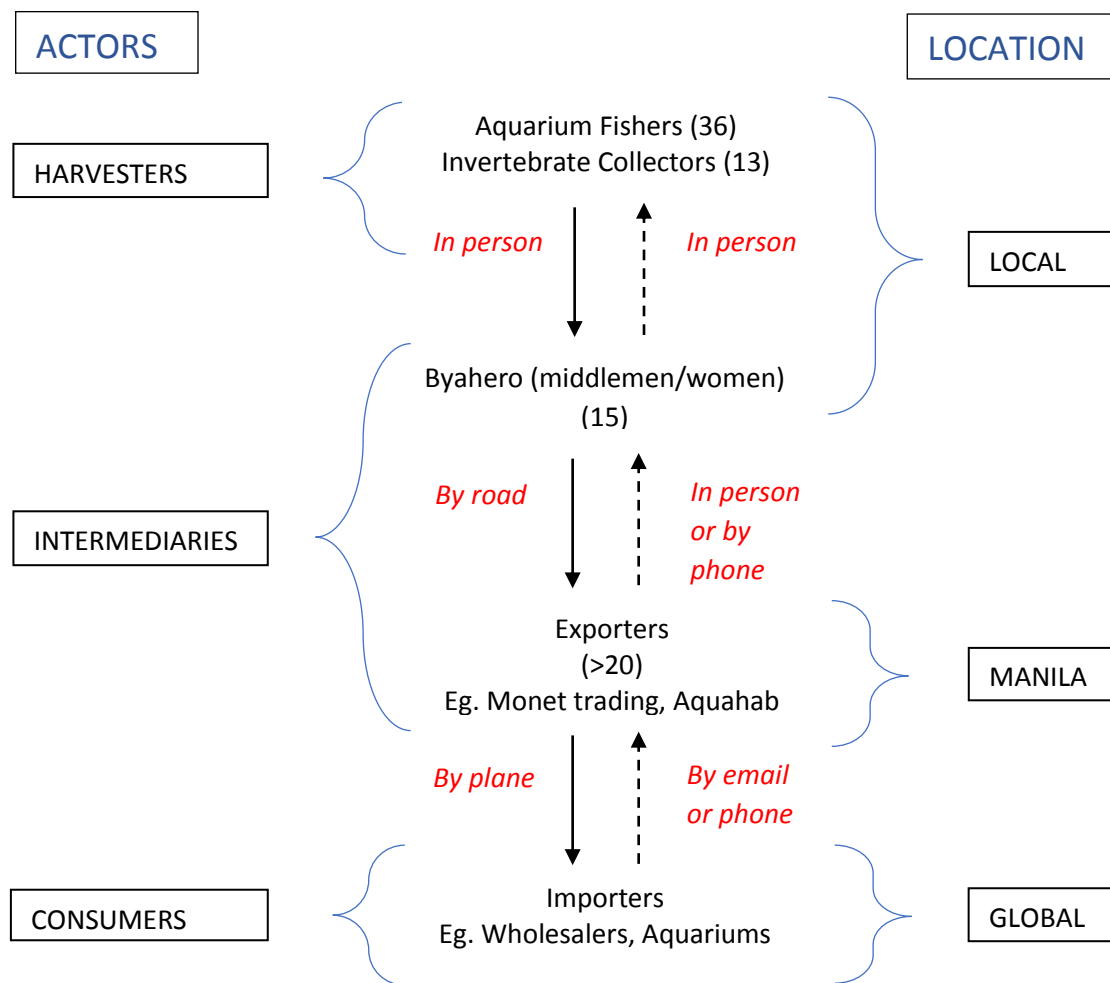 ACTORS
LOCATION
Aquarium Fishers (36)
Invertebrate Collectors (13)
HARVESTERS
In person
In person
LOCAL
Byahero (middlemen/women)
(15)
By road
In person
or by
phone
INTERMEDIARIES
Exporters
(>20)
Eg. Monet trading, Aquahab
MANILA
By plane
By email
or phone
Importers
Eg. Wholesalers, Aquariums
CONSUMERS
GLOBAL